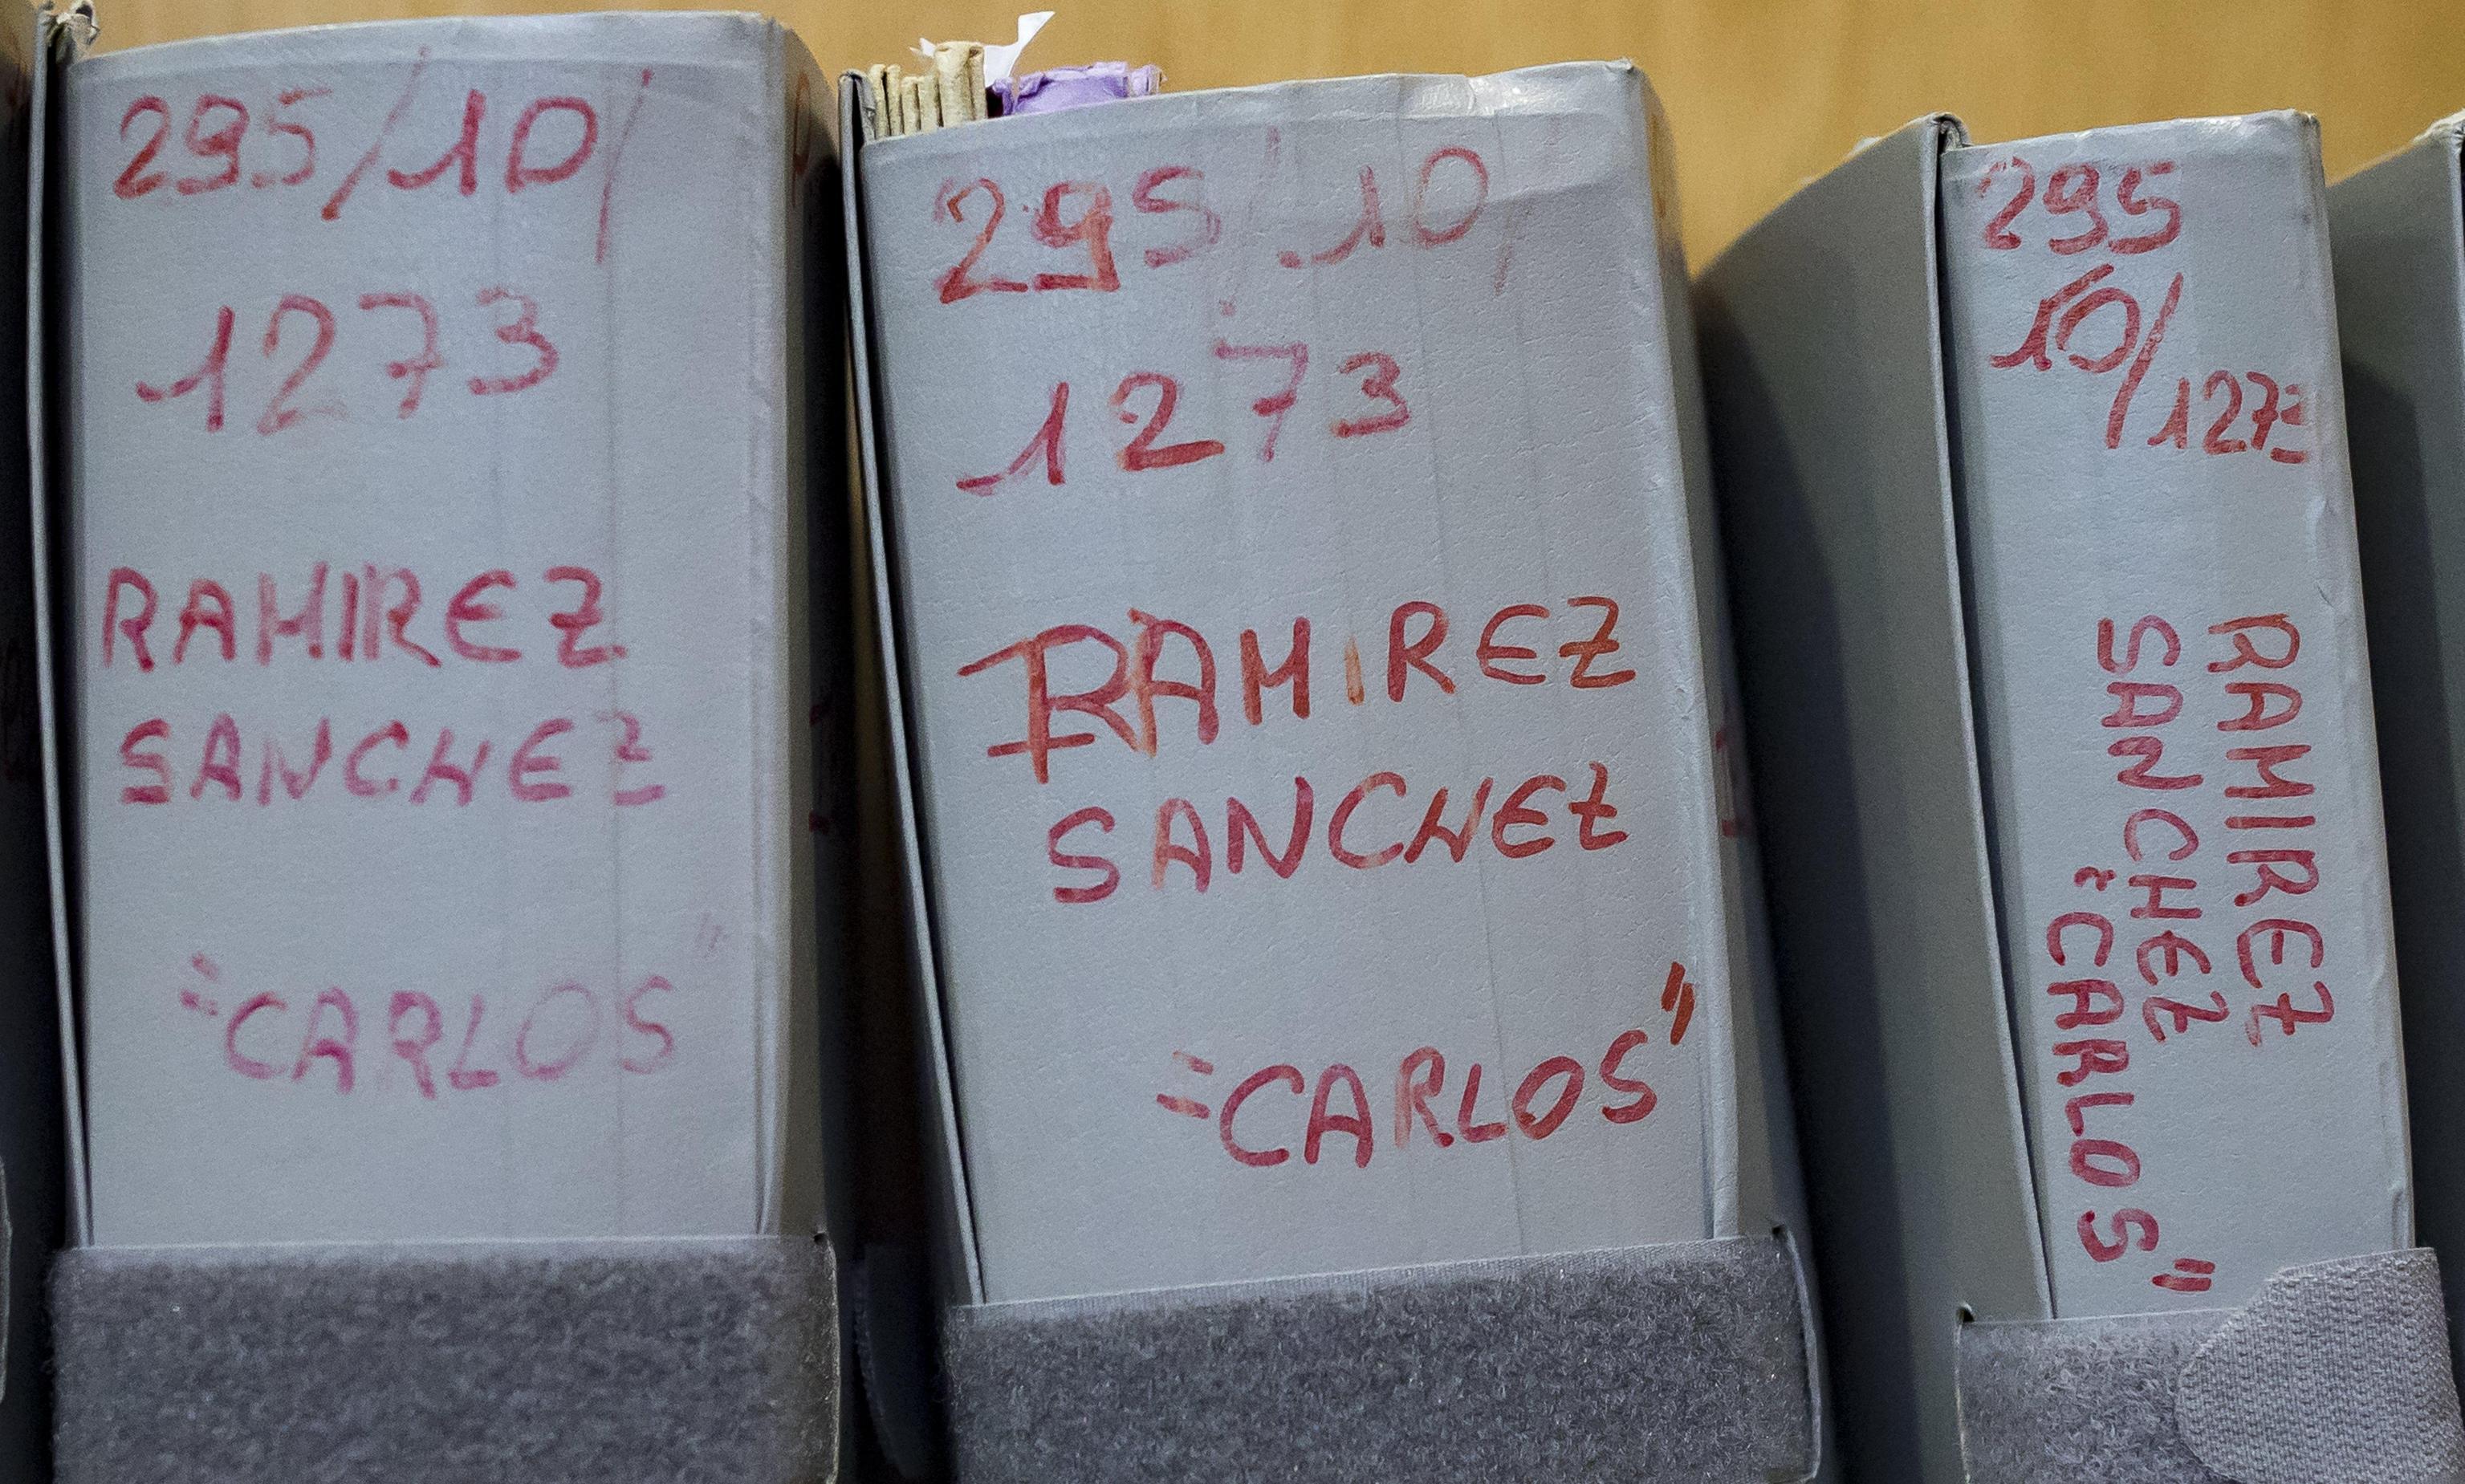 295/10/
1273
RAMIREZ
SANCHEZ
"CARLOS"
295/10/
1273
RAMIREZ
SANCHEZ
"CARLOS"
295
10/1273
RAMIREZ
SANCHEZ
"CARLOS"